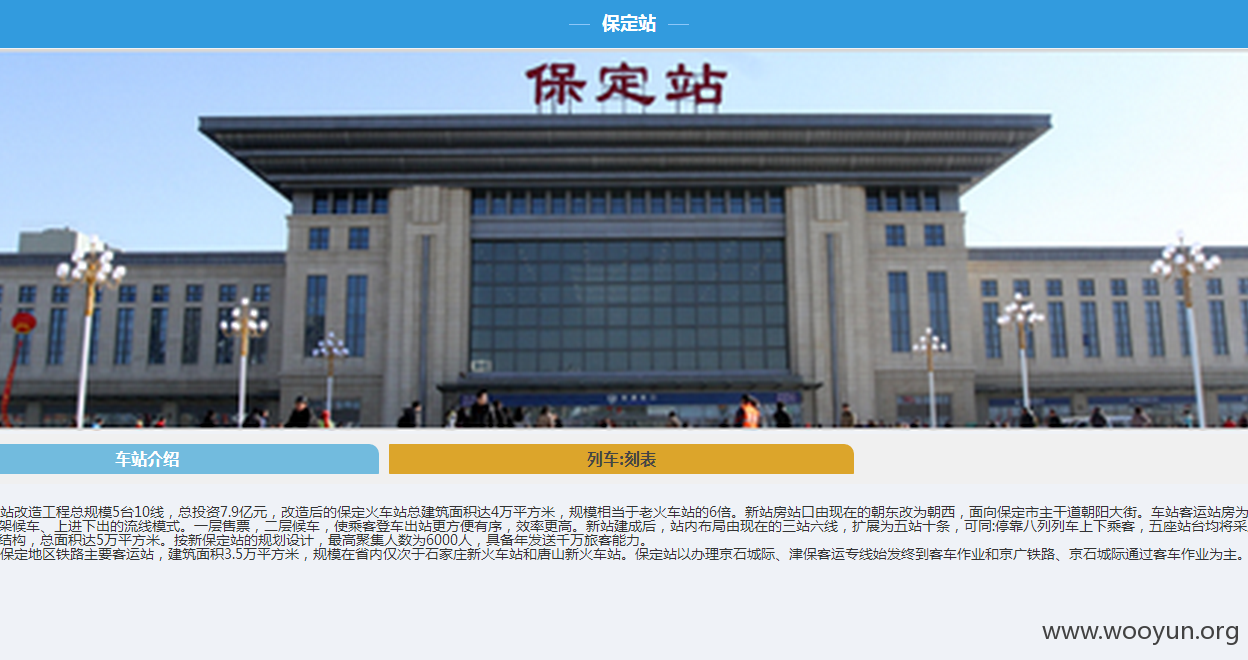 保定站
保定站
车站介绍
列车:刻表
站改造工程总规模5台10线，总投资7.9亿元，改造后的保定火车站总建筑面积达4万平方米，规模相当于老火车站的6倍。新站房站口由现在的朝东改为朝西，面向保定市主干道朝阳大街。车站客运站房为
架候车、上进下出的流线模式。一层售票，二层候车，使乘客登车出站更方便有序，效率更高。新站建成后，站内布局由现在的三站六线，扩展为五站十条，可同:停靠八列列车上下乘客，五座站台均将采
结构，总面积达5万平方米。按新保定站的规划设计，最高聚集人数为6000人，具备年发送千万旅客能力。
保定地区铁路主要客运站，建筑面积3.5万平方米，规模在省内仅次于石家庄新火车站和唐山新火车站。保定站以办理京石城际、津保客运专线始发终到客车作业和京广铁路、京石城际通过客车作业为主。
www.wooyun.org